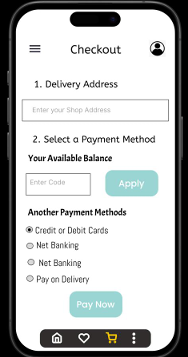 Checkout
1. Delivery Address
Enter your Shop Address
2. Select a Payment Method
Your Available Balance
Enter Code
Apply
Another Payment Methods
Credit or Debit Cards
Net Banking
Net Banking
Pay on Delivery
Pay Now